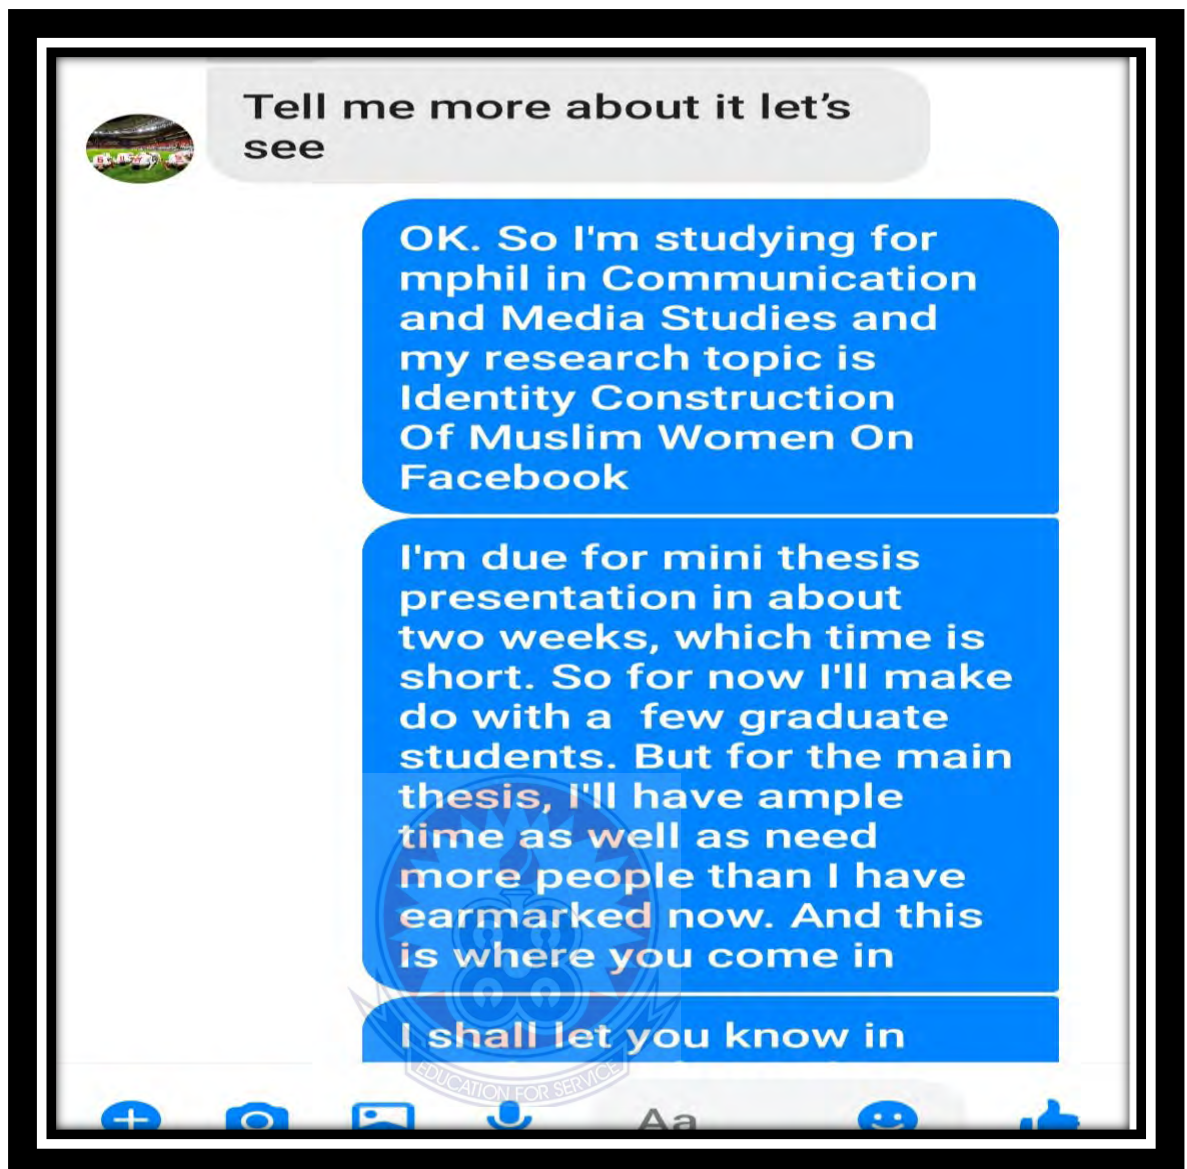 Tell me more about it let’s
see
OK. So I'm studying for
mphil in Communication
and Media Studies and
my research topic is
Identity Construction
Of Muslim Women On
Facebook
I'm due for mini thesis
presentation in about
two weeks, which time is
short. So for now I'll make
do with a  few graduate
students. But for the main
thesis, I'll have ample
time as well as need
more people than I have
earmarked now. And this
is where you come in
I shall let you know in
EDUCATION FOR SERVICE
Aa